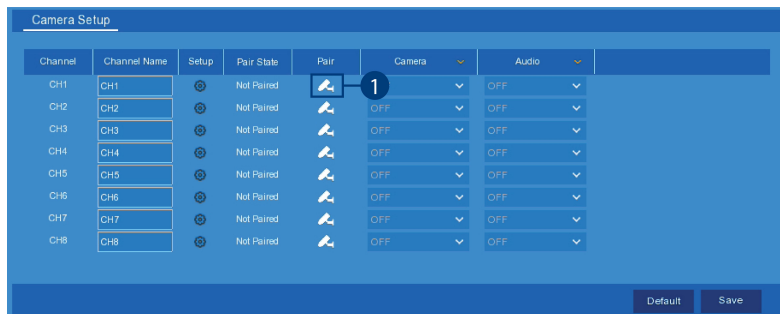 Camera Setup
Channel Channel Name Setup Pair State Pair Camera Audio
CH1 CH1 Not Paired 1 OFF
CH2 CH2 Not Paired OFF OFF
CH3 CH3 Not Paired OFF OFF
CH4 CH4 Not Paired OFF OFF
CH5 CH5 Not Paired OFF OFF
CH6 CH6 Not Paired OFF OFF
CH7 CH7 Not Paired OFF OFF
CH8 CH8 Not Paired OFF OFF
Default Save